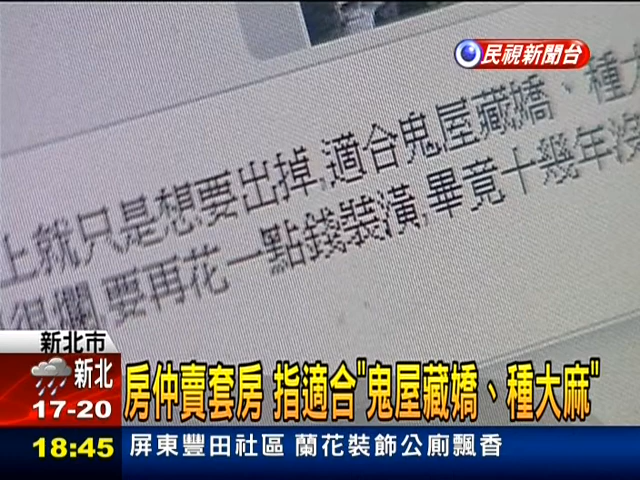 民視新聞台
上就只是想要出掉,適合鬼屋藏嬌、種大
很爛,要再花一點錢裝潢,畢竟十幾年沒
新北市
新北
17-20
房仲賣套房 指適合"鬼屋藏嬌、種大麻"
18:45
屏東豐田社區 蘭花裝飾公廁飄香